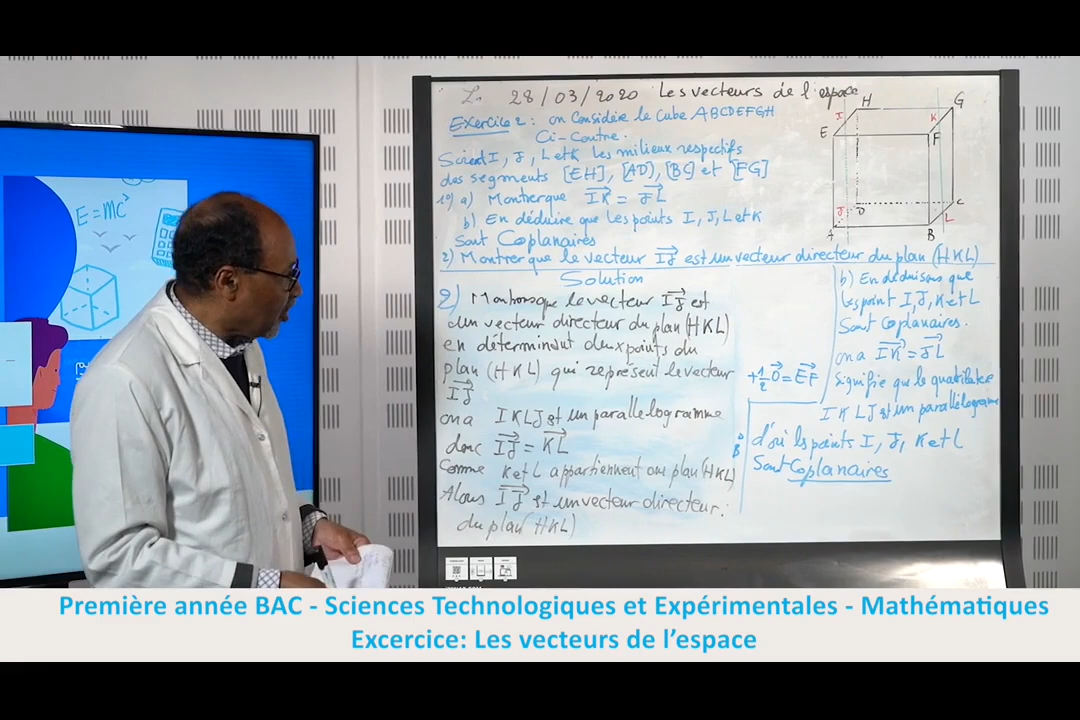 28/03/2020 Les vecteurs de l'espace
Exercice 2: on Considère le Cube ABCDEFGH
Ci-Contre.
Soient I, J, L et K les milieux respectifs
des segments [EH], [AD], [BC] et [FG]
1°) a) Montrer que IK = JL
b) En déduire que les points I, J, L et K
Sont Coplanaires
2) Montrer que le vecteur IJ est un vecteur directeur du plan (HKL)
Solution
2) Montrons que le vecteur IJ est
un vecteur directeur du plan (HKL)
en déterminant deux points du
plan (HKL) qui représent le vecteur
IJ
on a IKLJ est un parallelogramme
donc IJ = KL
Comme K et L appartiennent au plan (HKL)
Alors IJ est un vecteur directeur
du plan (HKL)
+1/2 O = EF
b) En déduisons que
les point I, J, K et L
Sont Coplanaires.
on a IK = JL
Signifie que le quadrilatère
IKLJ est un parallélogramme
d'où les points I, J, K et L
Sont Coplanaires
H
G
I
K
E
F
D
C
J
L
A
B
E=mc²
Première année BAC - Sciences Technologiques et Expérimentales - Mathématiques
Excercice: Les vecteurs de l'espace